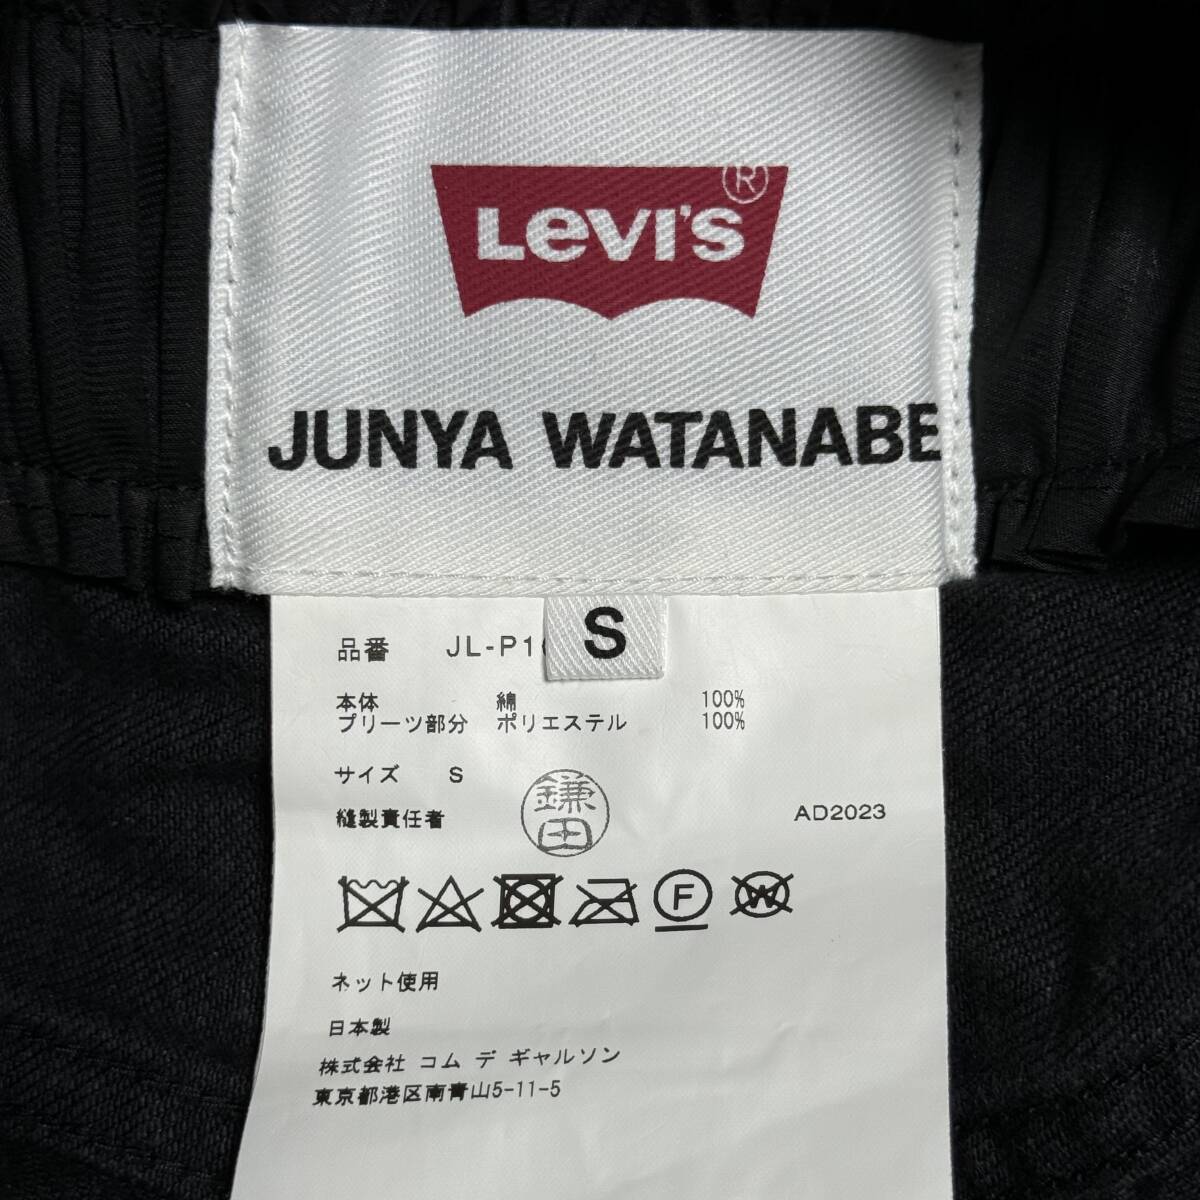 Levi's ®
JUNYA WATANABE
S
品番 JL-P1
本体 綿 100%
プリーツ部分 ポリエステル 100%
サイズ S
縫製責任者 鎌田 AD2023
F W
ネット使用
日本製
株式会社 コム デ ギャルソン
東京都港区南青山5-11-5